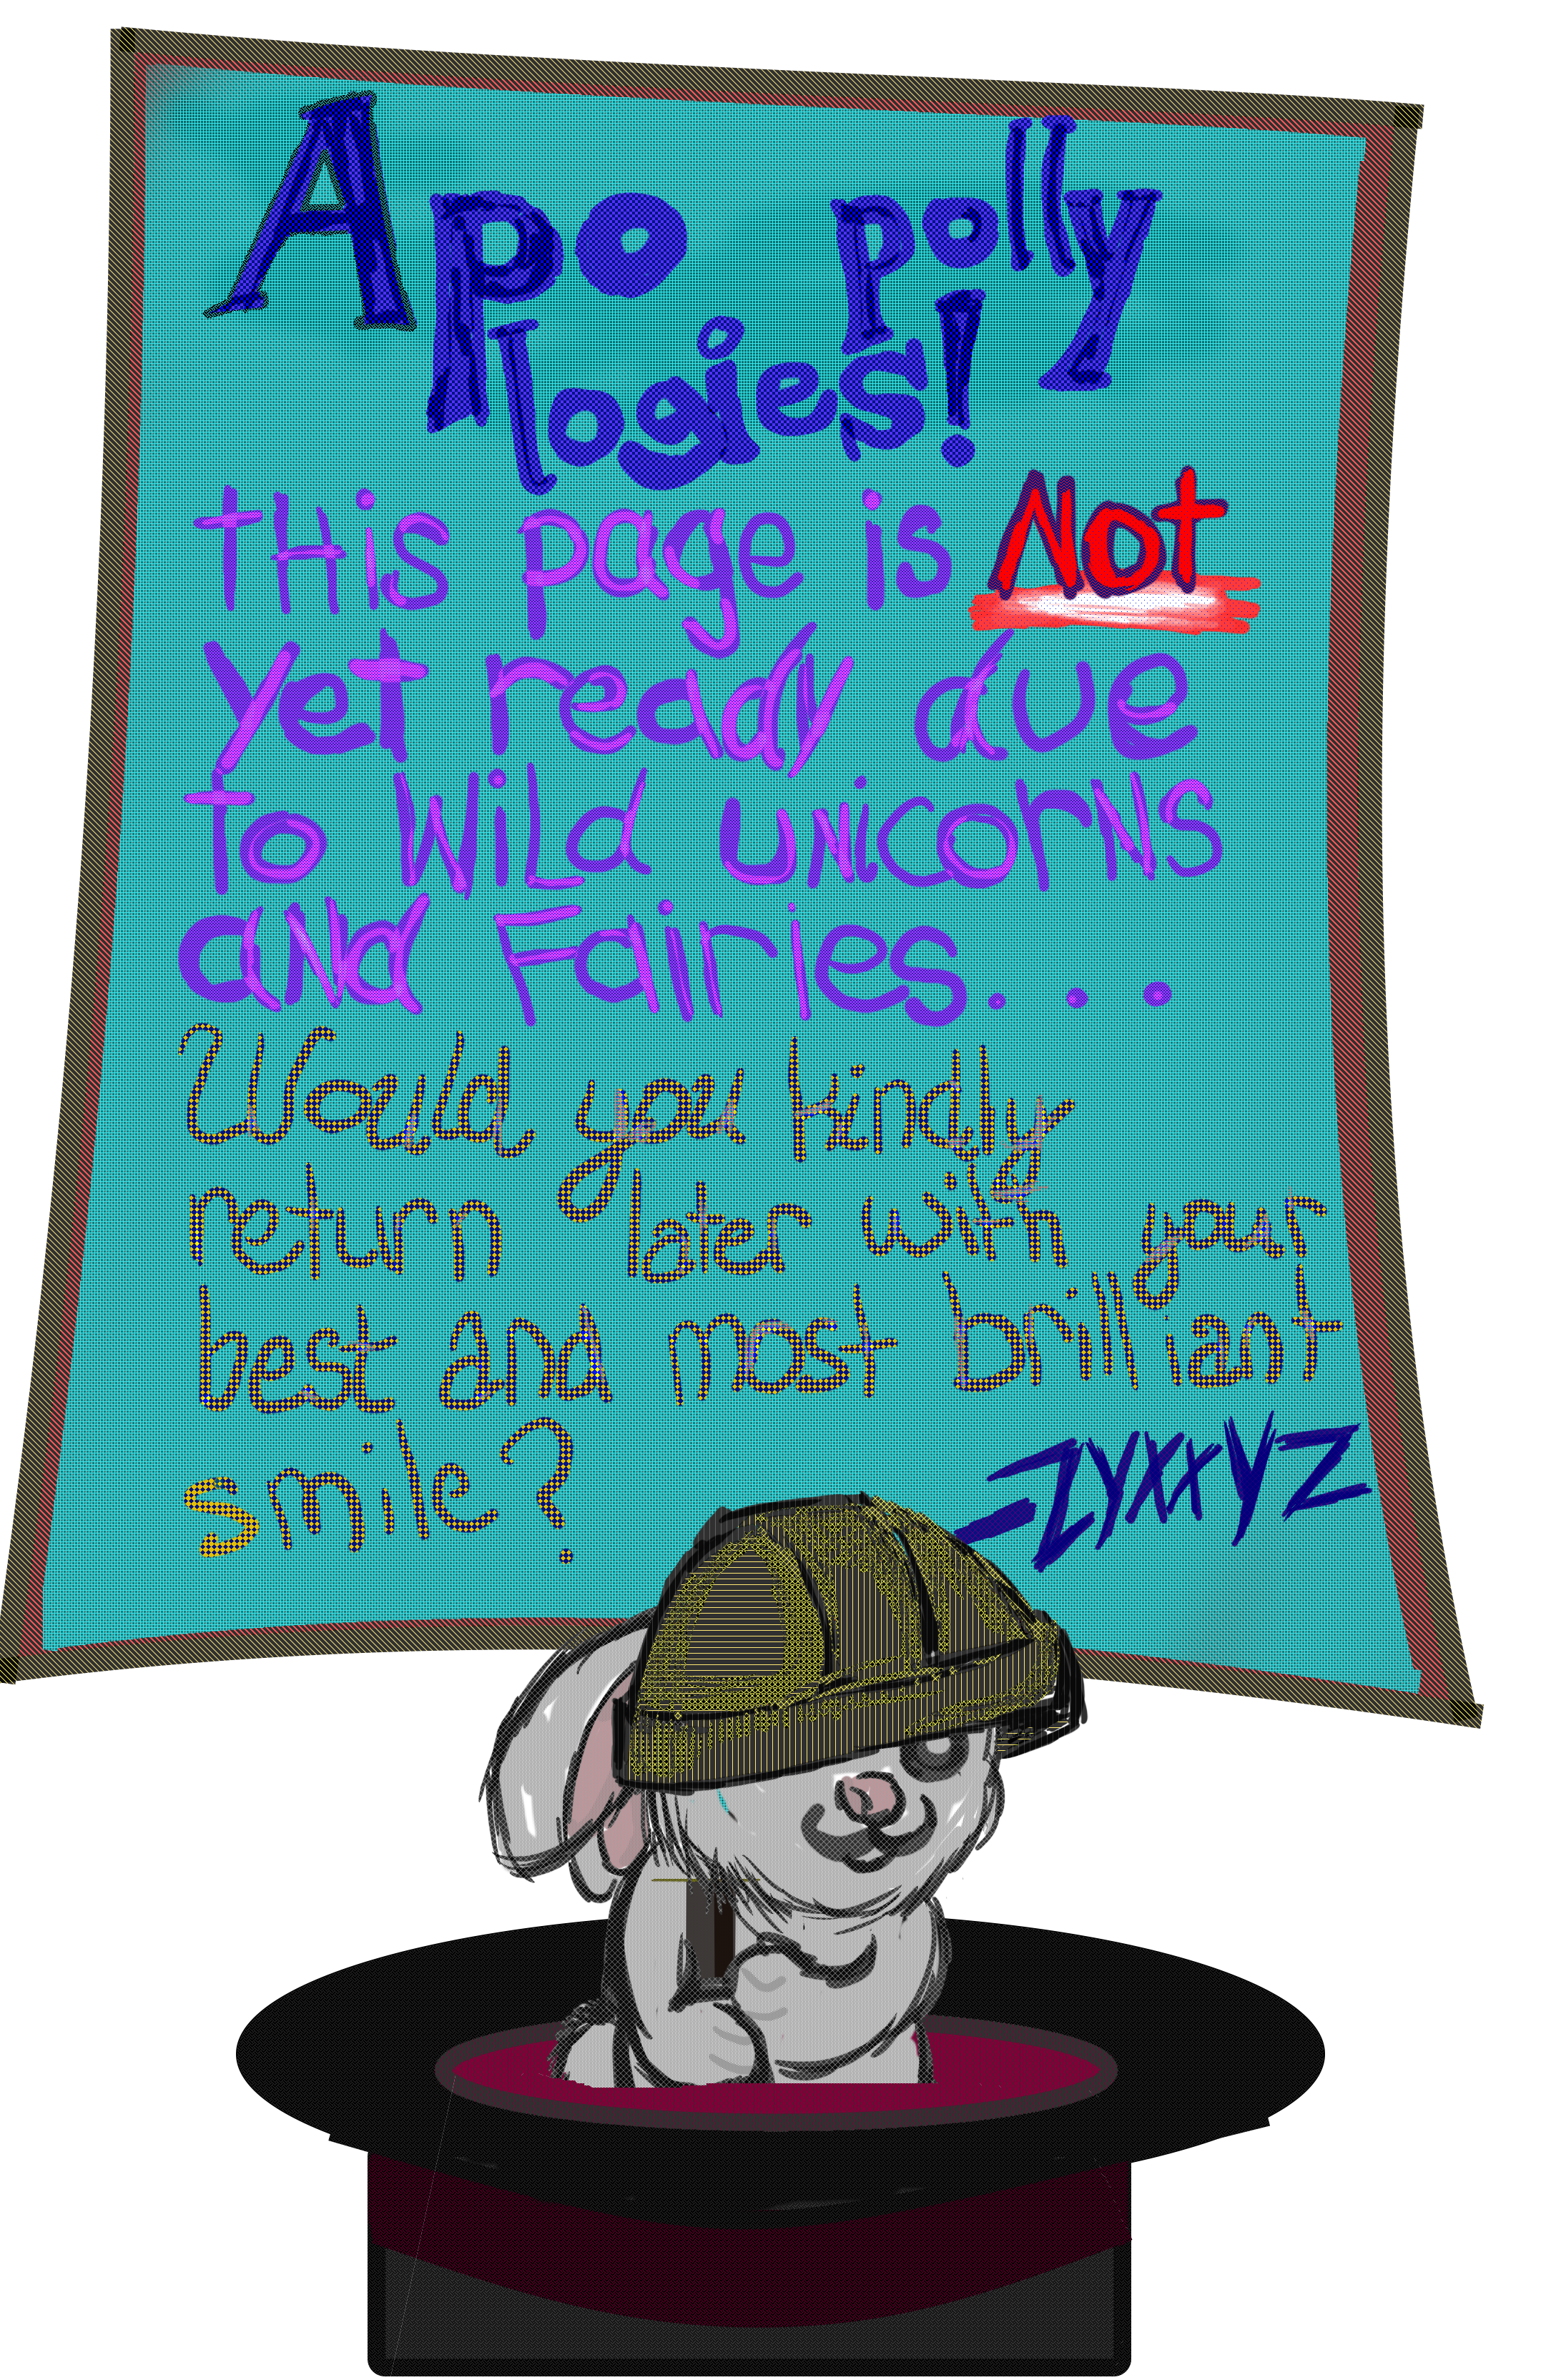 Apo polly
logies!
tHis page is Not
yet ready due
to WiLd uNicorNs
aNd Fairies...
Would you kindly
return later with your
best and most brilliant
smile?
-ZYXxYZ